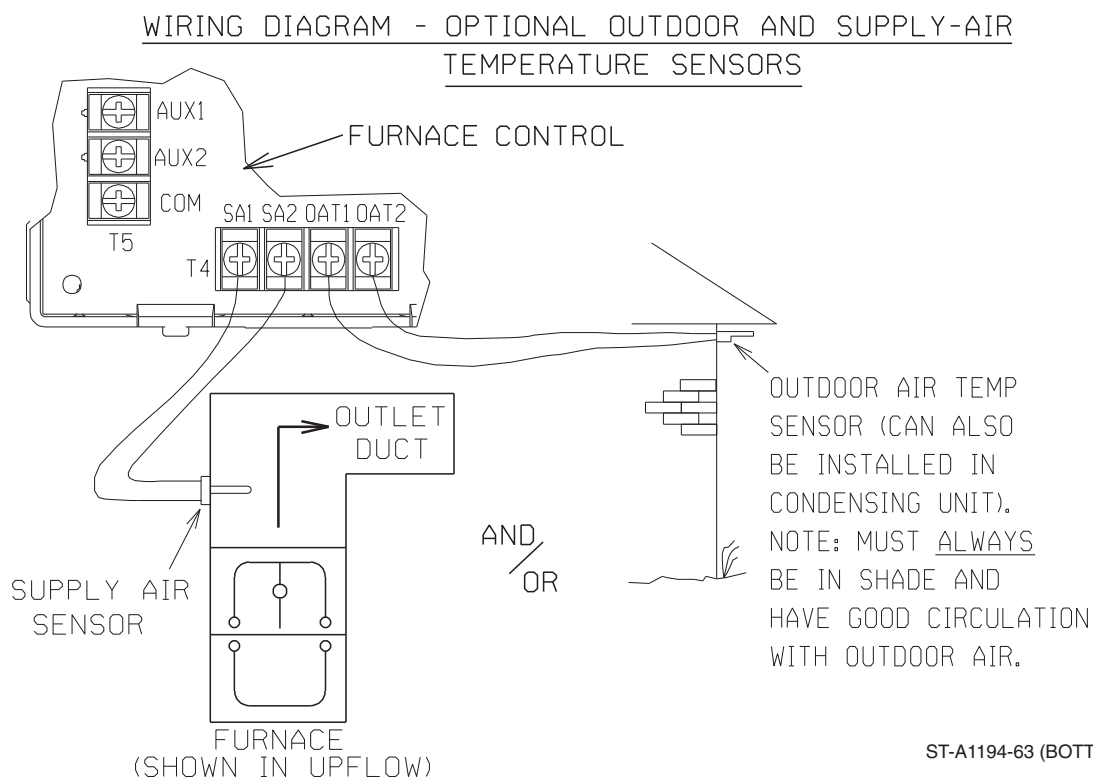 WIRING DIAGRAM - OPTIONAL OUTDOOR AND SUPPLY-AIR
TEMPERATURE SENSORS
AUX1
AUX2
COM
T5
FURNACE CONTROL
SA1 SA2 OAT1 OAT2
T4
OUTLET
DUCT
OUTDOOR AIR TEMP
SENSOR (CAN ALSO
BE INSTALLED IN
CONDENSING UNIT).
NOTE: MUST ALWAYS
BE IN SHADE AND
HAVE GOOD CIRCULATION
WITH OUTDOOR AIR.
AND/
OR
SUPPLY AIR
SENSOR
FURNACE
(SHOWN IN UPFLOW)
ST-A1194-63 (BOTT